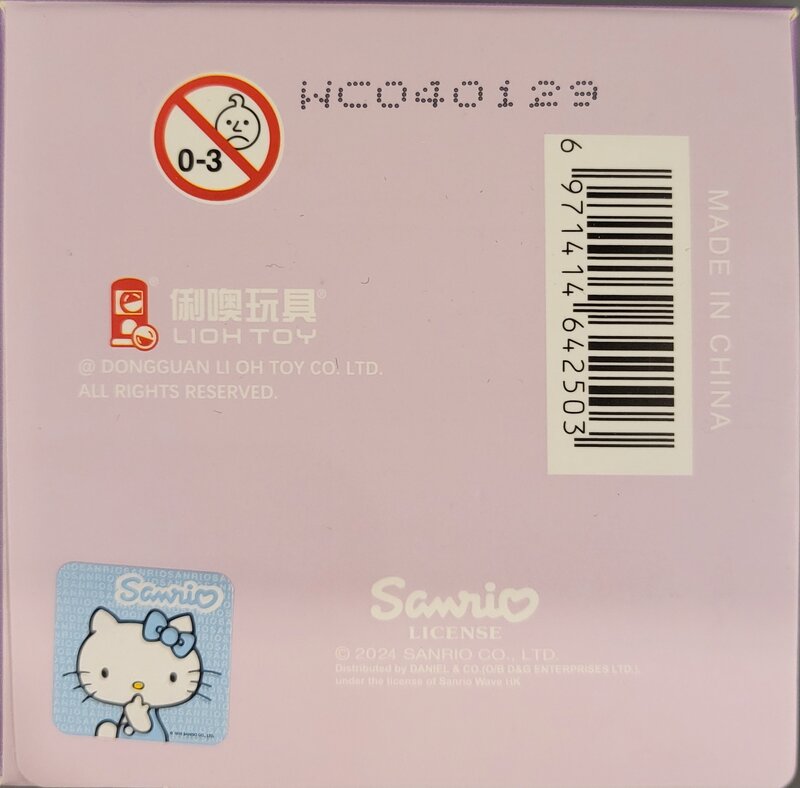 WC040129
0-3
6 971414 642503
MADE IN CHINA
俐噢玩具®
LIOH TOY
@ DONGGUAN LI OH TOY CO. LTD.
ALL RIGHTS RESERVED.
Sanrio
Sanrio
LICENSE
© 2024 SANRIO CO., LTD.
Distributed by DANIEL & CO.(O/B D&G ENTERPRISES LTD.),
under the license of Sanrio Wave HK